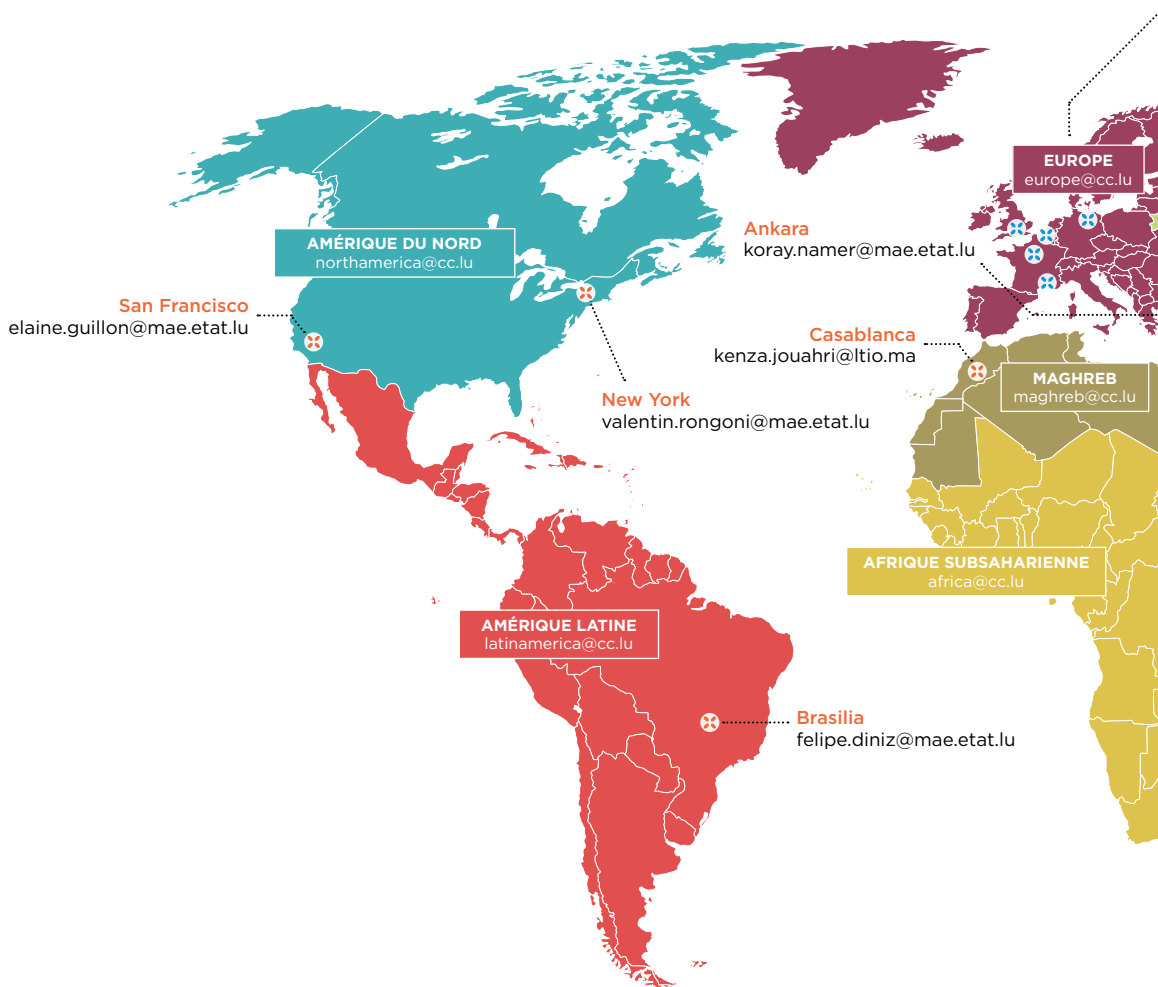 EUROPE
europe@cc.lu
Ankara
koray.namer@mae.etat.lu
AMÉRIQUE DU NORD
northamerica@cc.lu
San Francisco
elaine.guillon@mae.etat.lu
Casablanca
kenza.jouahri@ltio.ma
MAGHREB
maghreb@cc.lu
New York
valentin.rongoni@mae.etat.lu
AFRIQUE SUBSAHARIENNE
africa@cc.lu
AMÉRIQUE LATINE
latinamerica@cc.lu
Brasilia
felipe.diniz@mae.etat.lu